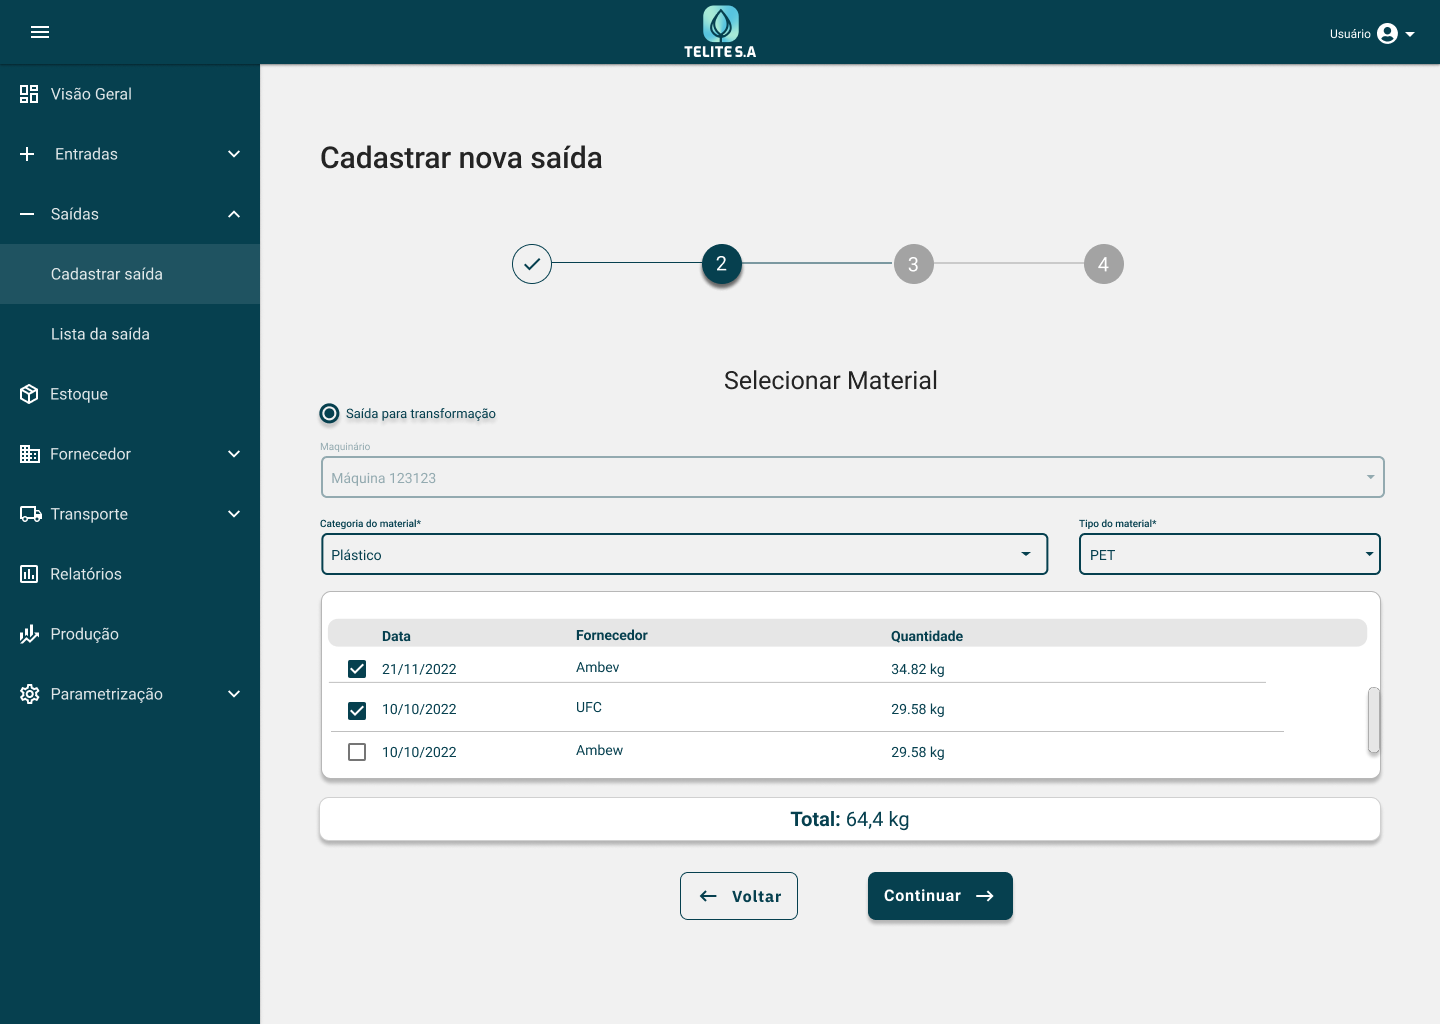 TELITE S.A
Usuário
Visão Geral
Entradas
Saídas
Cadastrar saída
Lista da saída
Estoque
Fornecedor
Transporte
Relatórios
Produção
Parametrização
Cadastrar nova saída
2 3 4
Selecionar Material
Saída para transformação
Maquinário
Máquina 123123
Categoria do material* Tipo do material*
Plástico PET
Data Fornecedor Quantidade
21/11/2022 Ambev 34.82 kg
10/10/2022 UFC 29.58 kg
10/10/2022 Ambew 29.58 kg
Total: 64,4 kg
Voltar Continuar